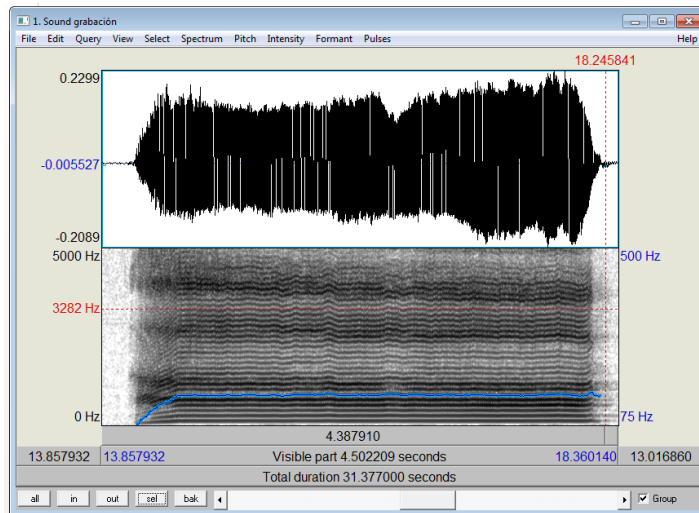 1. Sound grabación
File Edit Query View Select Spectrum Pitch Intensity Formant Pulses Help
18.245841
0.2299
-0.005527
-0.2089
5000 Hz 500 Hz
3282 Hz
0 Hz 75 Hz
4.387910
13.857932 13.857932 Visible part 4.502209 seconds 18.360140 13.016860
Total duration 31.377000 seconds
all in out sel bak Group